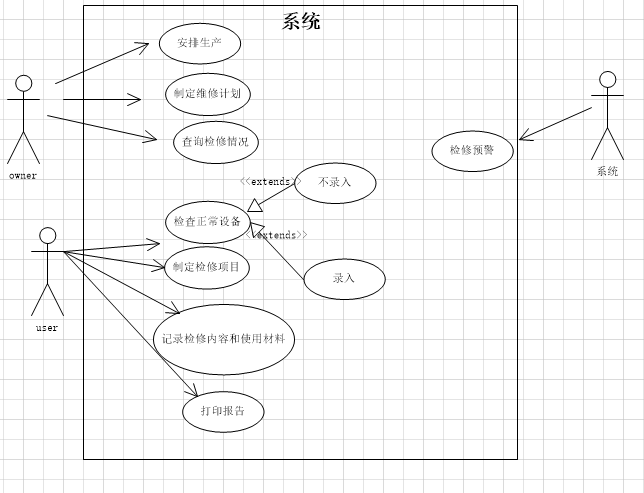 系统
安排生产
制定维修计划
owner
查询检修情况
检修预警
系统
<<extends>>
不录入
检查正常设备
<<extends>>
user
制定检修项目
录入
记录检修内容和使用材料
打印报告